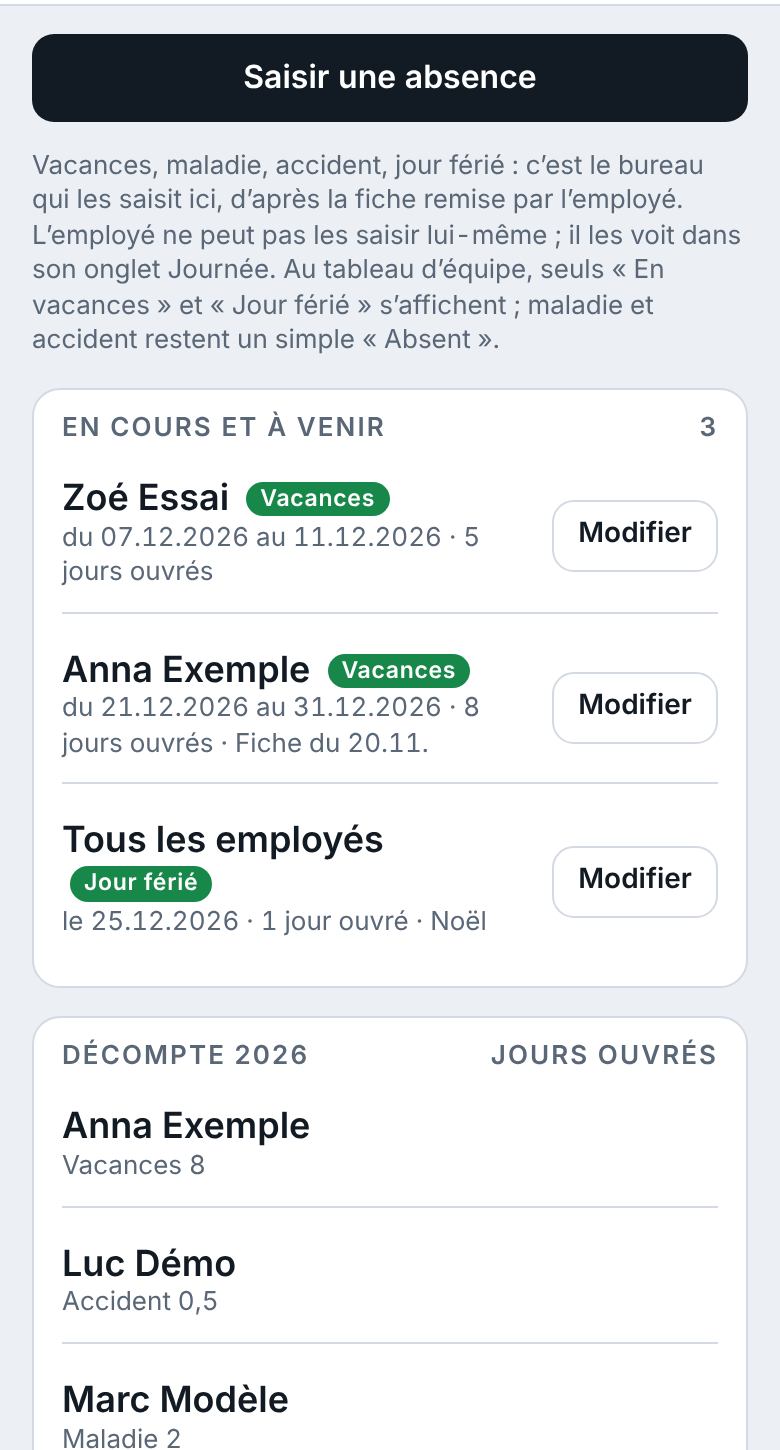 Saisir une absence
Vacances, maladie, accident, jour férié : c’est le bureau
qui les saisit ici, d’après la fiche remise par l’employé.
L’employé ne peut pas les saisir lui-même ; il les voit dans
son onglet Journée. Au tableau d’équipe, seuls « En
vacances » et « Jour férié » s’affichent ; maladie et
accident restent un simple « Absent ».
EN COURS ET À VENIR 3
Zoé Essai Vacances
du 07.12.2026 au 11.12.2026 · 5
jours ouvrés
Modifier
Anna Exemple Vacances
du 21.12.2026 au 31.12.2026 · 8
jours ouvrés · Fiche du 20.11.
Modifier
Tous les employés
Jour férié
le 25.12.2026 · 1 jour ouvré · Noël
Modifier
DÉCOMPTE 2026 JOURS OUVRÉS
Anna Exemple
Vacances 8
Luc Démo
Accident 0,5
Marc Modèle
Maladie 2